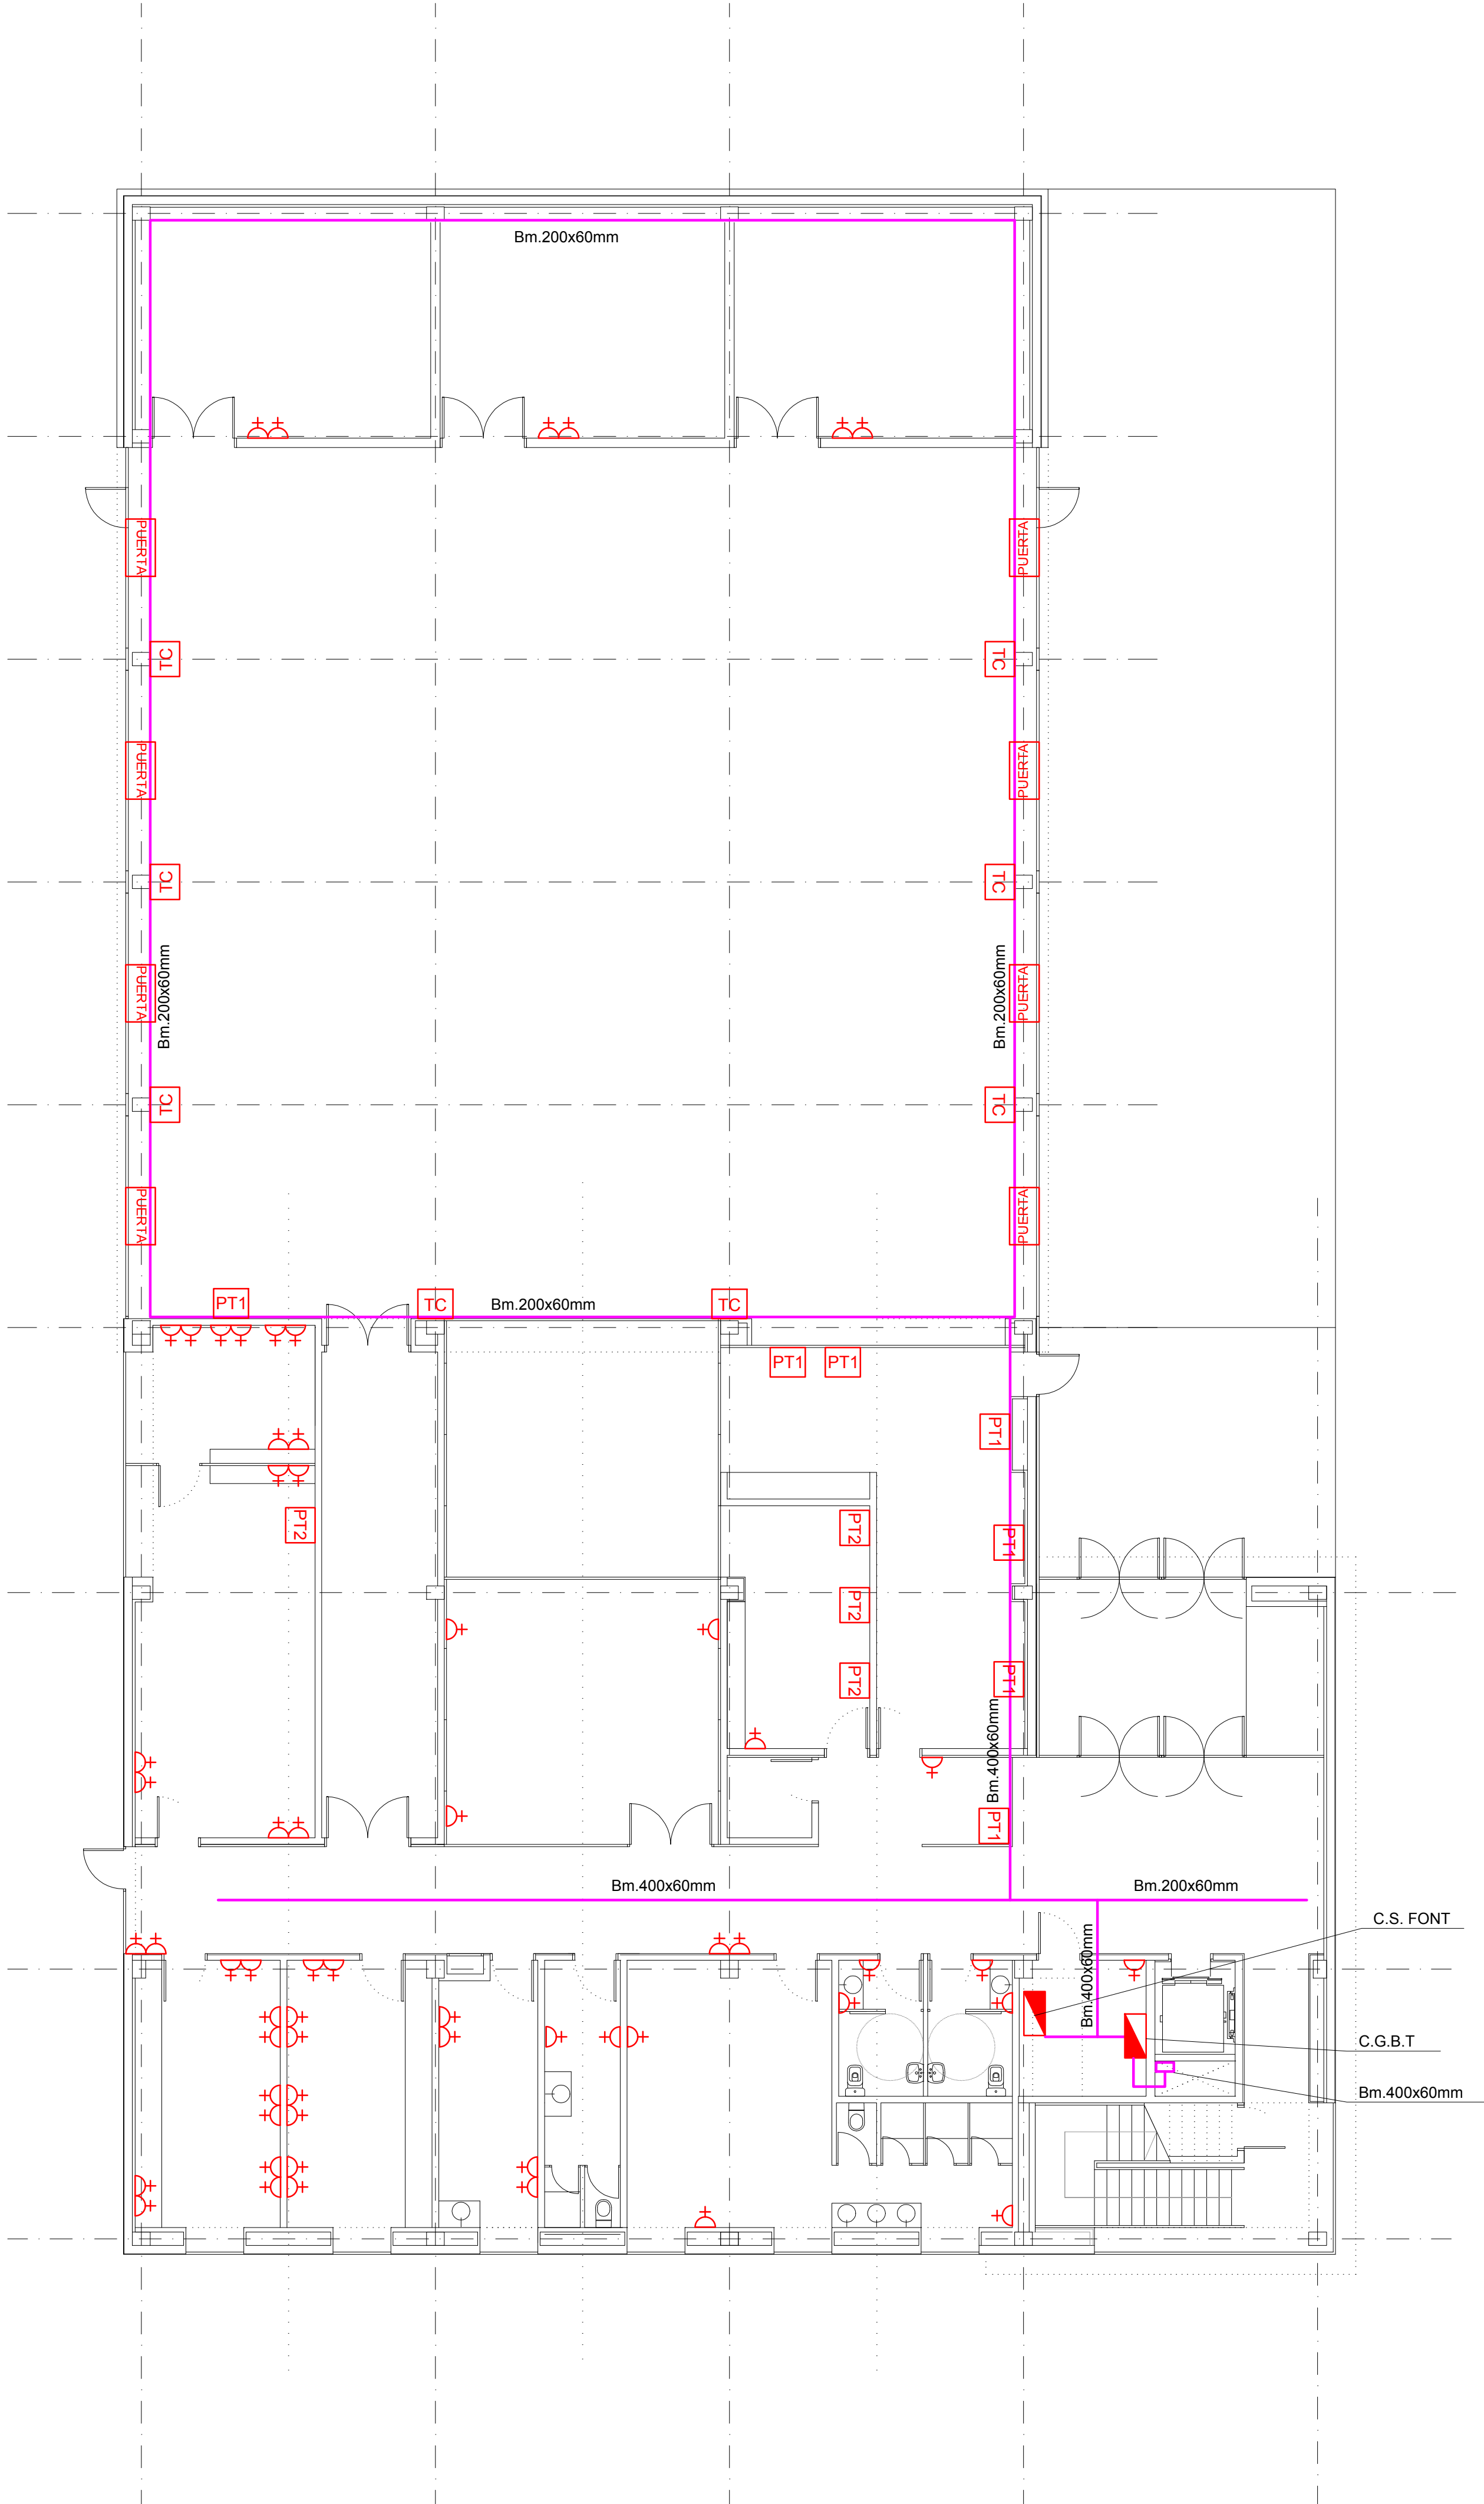 Bm.200x60mm
PUERTA
PUERTA
TC
TC
PUERTA
PUERTA
TC
TC
Bm.200x60mm
Bm.200x60mm
PUERTA
PUERTA
TC
TC
PUERTA
PUERTA
PT1
TC
Bm.200x60mm
TC
PT1
PT1
PT1
PT2
PT2
PT1
PT2
PT2
PT1
Bm.400x60mm
PT1
Bm.400x60mm
Bm.200x60mm
C.S. FONT
Bm.400x60mm
C.G.B.T
Bm.400x60mm